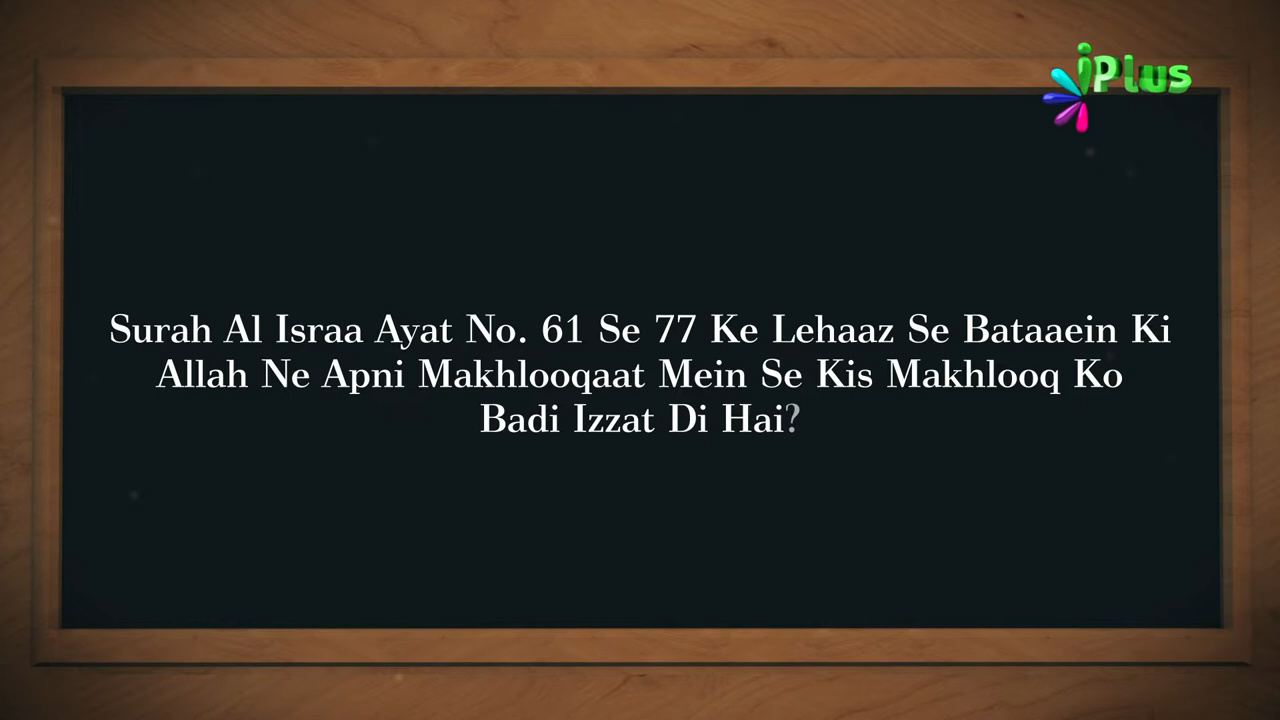 iPlus
Surah Al Israa Ayat No. 61 Se 77 Ke Lehaaz Se Bataaein Ki
Allah Ne Apni Makhlooqaat Mein Se Kis Makhlooq Ko
Badi Izzat Di Hai?